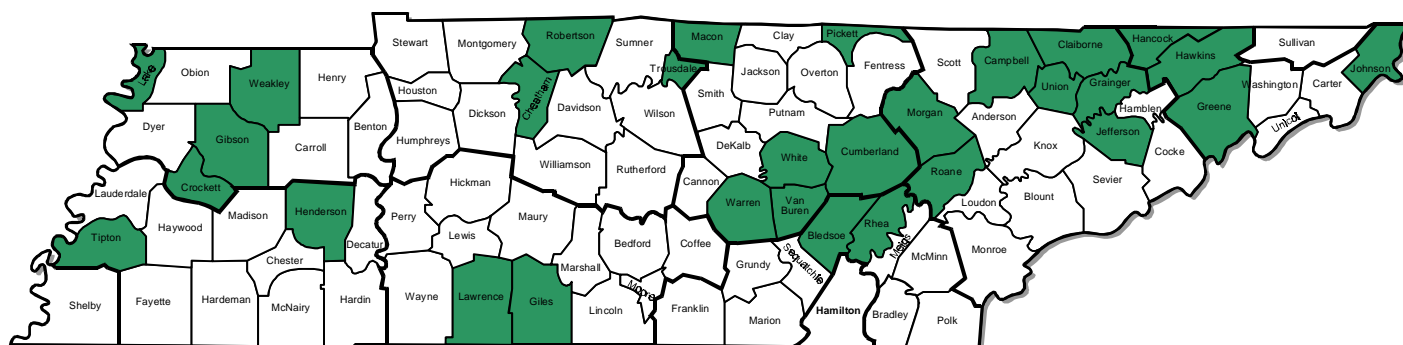 Stewart
Montgomery
Robertson
Sumner
Macon
Clay
Pickett
Scott
Campbell
Claiborne
Hancock
Hawkins
Sullivan
Johnson
Lake
Obion
Weakley
Henry
Houston
Cheatham
Trousdale
Jackson
Overton
Fentress
Union
Grainger
Washington
Carter
Dyer
Gibson
Carroll
Benton
Humphreys
Dickson
Davidson
Wilson
Smith
Putnam
Morgan
Anderson
Hamblen
Greene
Unicoi
Crockett
Williamson
Rutherford
DeKalb
White
Cumberland
Knox
Jefferson
Cocke
Lauderdale
Madison
Henderson
Hickman
Cannon
Roane
Sevier
Tipton
Haywood
Decatur
Perry
Lewis
Maury
Bedford
Coffee
Warren
Van
Buren
Bledsoe
Rhea
Meigs
Loudon
Blount
Monroe
Chester
Marshall
Grundy
Sequatchie
McMinn
Shelby
Fayette
Hardeman
McNairy
Hardin
Wayne
Lawrence
Giles
Lincoln
Moore
Franklin
Marion
Hamilton
Bradley
Polk